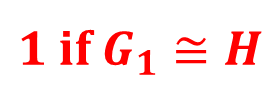 1 if G₁ ≅ H